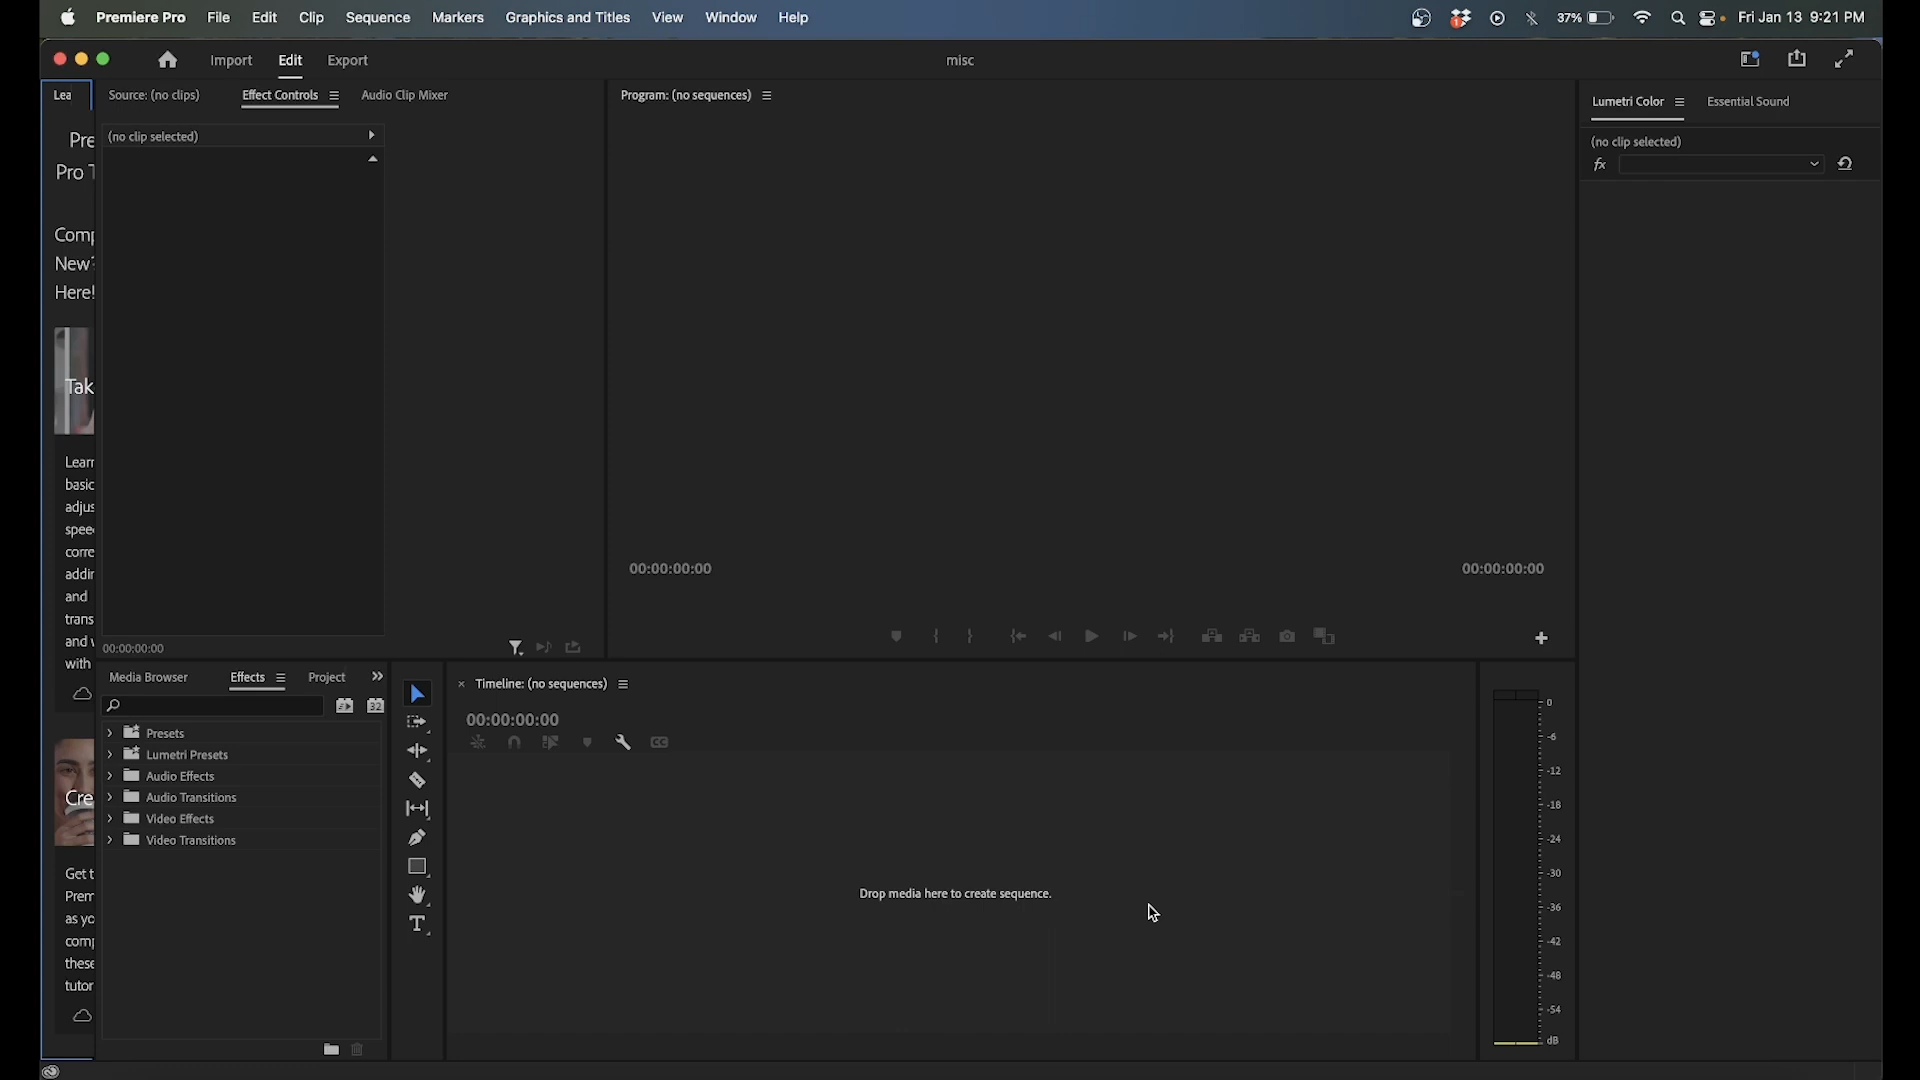 Premiere Pro File Edit Clip Sequence Markers Graphics and Titles View Window Help 1 37% Fri Jan 13 9:21 PM
Import Edit Export misc
Lea Source: (no clips) Effect Controls Audio Clip Mixer Program: (no sequences) Lumetri Color Essential Sound
(no clip selected)
(no clip selected)
fx
Pre
Pro T
Comp
New?
Here!
Tak
Learn
basic
adjus
spee
corre
addin
and
trans
and v
with
00:00:00:00
00:00:00:00 00:00:00:00
Media Browser Effects Project
32
Presets
Lumetri Presets
Audio Effects
Audio Transitions
Video Effects
Video Transitions
Cre
Get t
Prem
as yo
comp
these
tutor
T
× Timeline: (no sequences)
00:00:00:00
CC
Drop media here to create sequence.
0
-6
-12
-18
-24
-30
-36
-42
-48
-54
dB